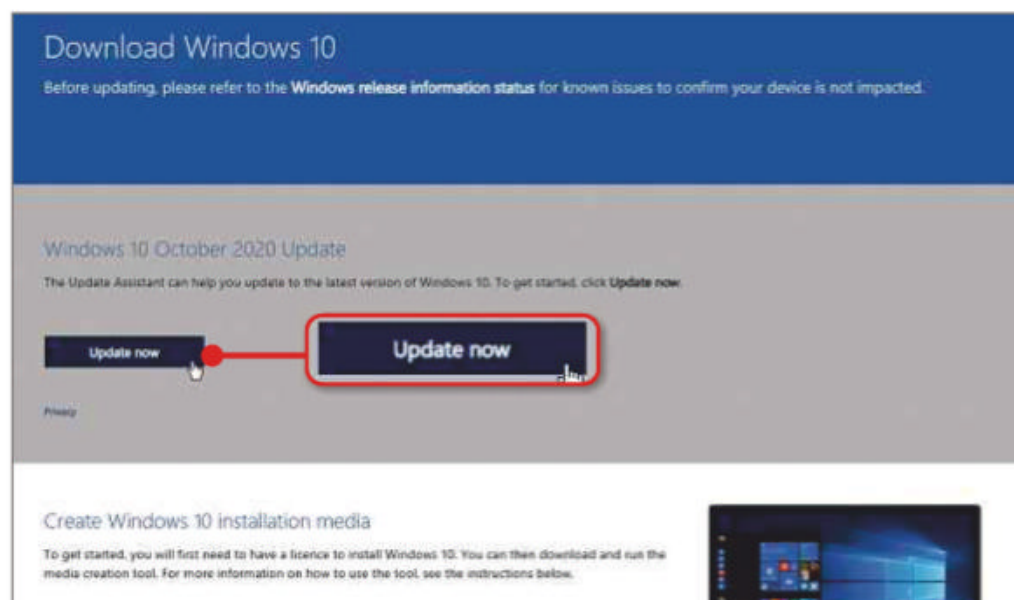 Download Windows 10
Before updating, please refer to the Windows release information status for known issues to confirm your device is not impacted.
Windows 10 October 2020 Update
The Update Assistant can help you update to the latest version of Windows 10. To get started, click Update now.
Update now
Update now
Privacy
Create Windows 10 installation media
To get started, you will first need to have a licence to install Windows 10. You can then download and run the
media creation tool. For more information on how to use the tool, see the instructions below.